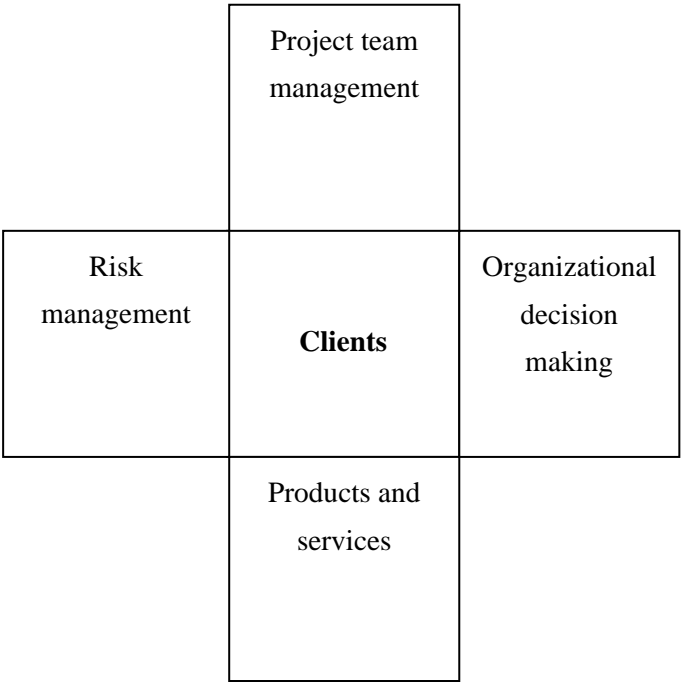 Project team
management
Risk
management
Clients
Organizational
decision
making
Products and
services